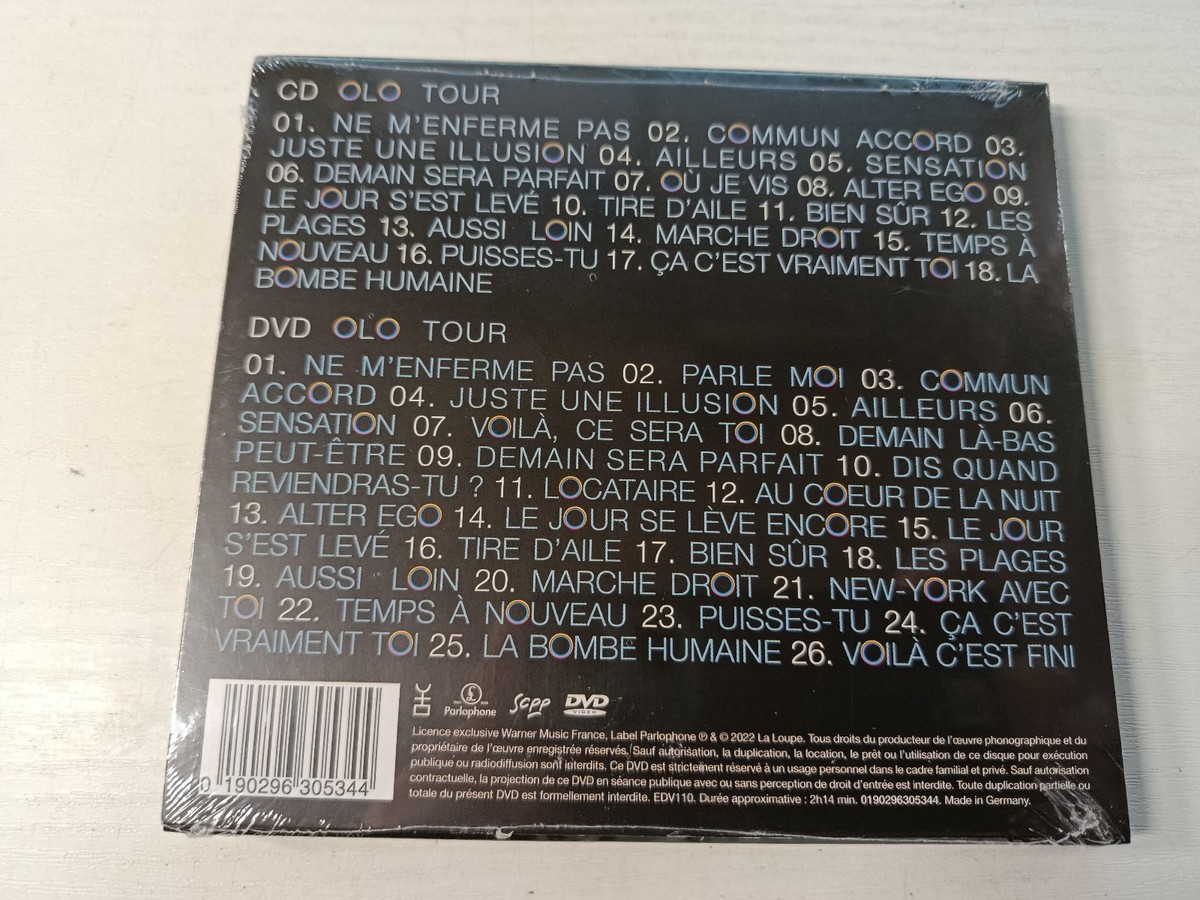 CD OLO TOUR
01. NE M'ENFERME PAS 02. COMMUN ACCORD 03.
JUSTE UNE ILLUSION 04. AILLEURS 05. SENSATION
06. DEMAIN SERA PARFAIT 07. OÙ JE VIS 08. ALTER EGO 09.
LE JOUR S'EST LEVÉ 10. TIRE D'AILE 11. BIEN SÛR 12. LES
PLAGES 13. AUSSI LOIN 14. MARCHE DROIT 15. TEMPS À
NOUVEAU 16. PUISSES-TU 17. ÇA C'EST VRAIMENT TOI 18. LA
BOMBE HUMAINE
DVD OLO TOUR
01. NE M'ENFERME PAS 02. PARLE MOI 03. COMMUN
ACCORD 04. JUSTE UNE ILLUSION 05. AILLEURS 06.
SENSATION 07. VOILÀ, CE SERA TOI 08. DEMAIN LÀ-BAS
PEUT-ÊTRE 09. DEMAIN SERA PARFAIT 10. DIS QUAND
REVIENDRAS-TU ? 11. LOCATAIRE 12. AU COEUR DE LA NUIT
13. ALTER EGO 14. LE JOUR SE LÈVE ENCORE 15. LE JOUR
S'EST LEVÉ 16. TIRE D'AILE 17. BIEN SÛR 18. LES PLAGES
19. AUSSI LOIN 20. MARCHE DROIT 21. NEW-YORK AVEC
TOI 22. TEMPS À NOUVEAU 23. PUISSES-TU 24. ÇA C'EST
VRAIMENT TOI 25. LA BOMBE HUMAINE 26. VOILÀ C'EST FINI
Parlophone Scpp DVD VIDEO
Licence exclusive Warner Music France, Label Parlophone ℗ & © 2022 La Loupe. Tous droits du producteur de l'œuvre phonographique et du
propriétaire de l'œuvre enregistrée réservés. Sauf autorisation, la duplication, la location, le prêt ou l'utilisation de ce disque pour exécution
publique ou radiodiffusion sont interdits. Ce DVD est strictement réservé à un usage personnel dans le cadre familial et privé. Sauf autorisation
contractuelle, la projection de ce DVD en séance publique avec ou sans perception de droit d'entrée est interdite. Toute duplication partielle ou
totale du présent DVD est formellement interdite. EDV110. Durée approximative : 2h14 min. 0190296305344. Made in Germany.
0 190296 305344